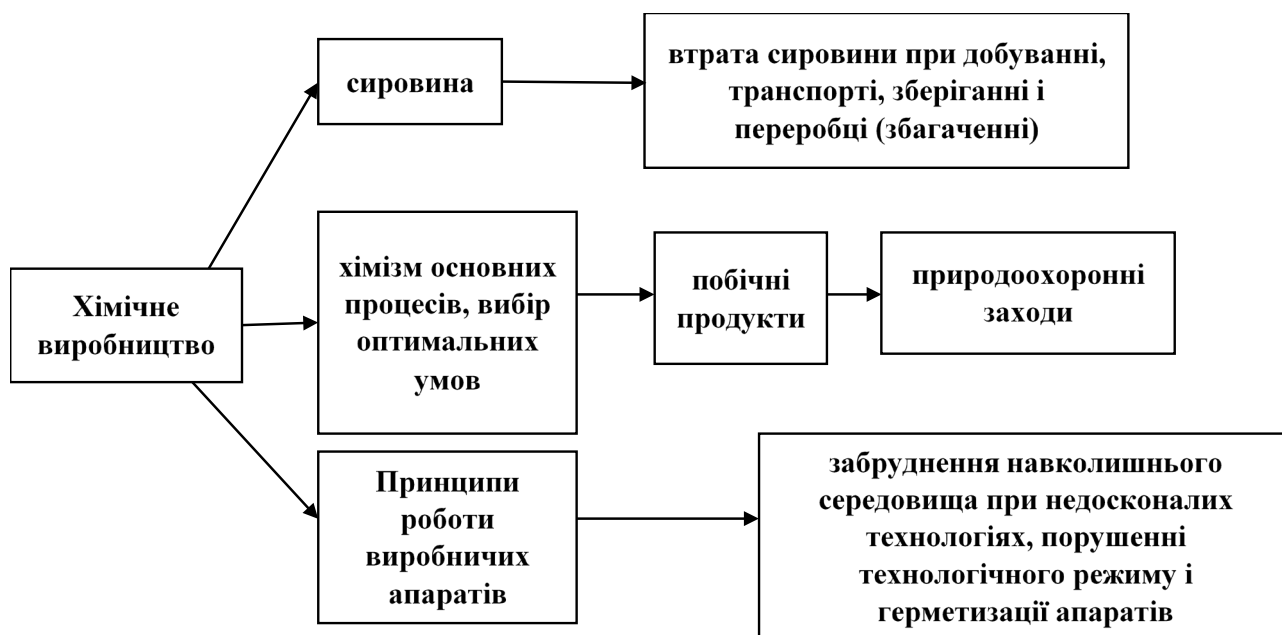 сировина
втрата сировини при добуванні,
транспорті, зберіганні і
переробці (збагаченні)
Хімічне
виробництво
хімізм основних
процесів, вибір
оптимальних
умов
побічні
продукти
природоохоронні
заходи
Принципи
роботи
виробничих
апаратів
забруднення навколишнього
середовища при недосконалих
технологіях, порушенні
технологічного режиму і
герметизації апаратів